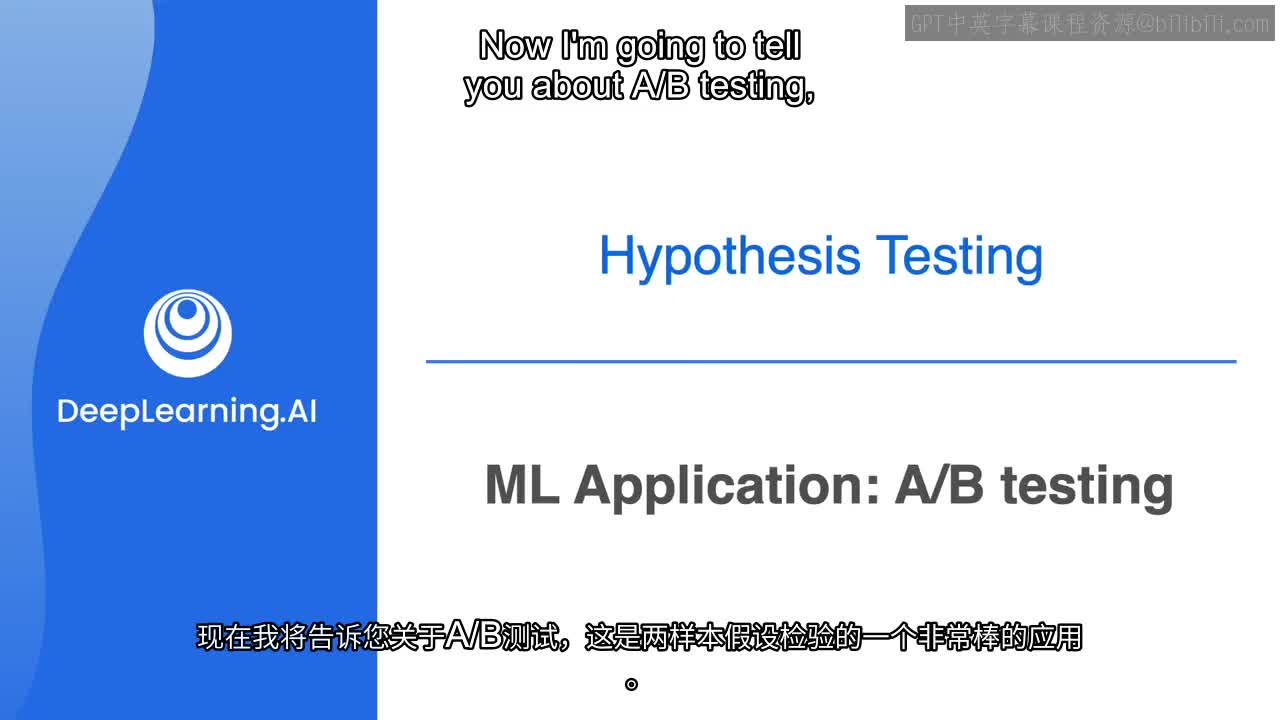 GPT中英字幕课程资源@bilibili.com
Now I'm going to tell
you about A/B testing,
Hypothesis Testing
DeepLearning.AI
ML Application: A/B testing
现在我将告诉您关于A/B测试，这是两样本假设检验的一个非常棒的应用
。